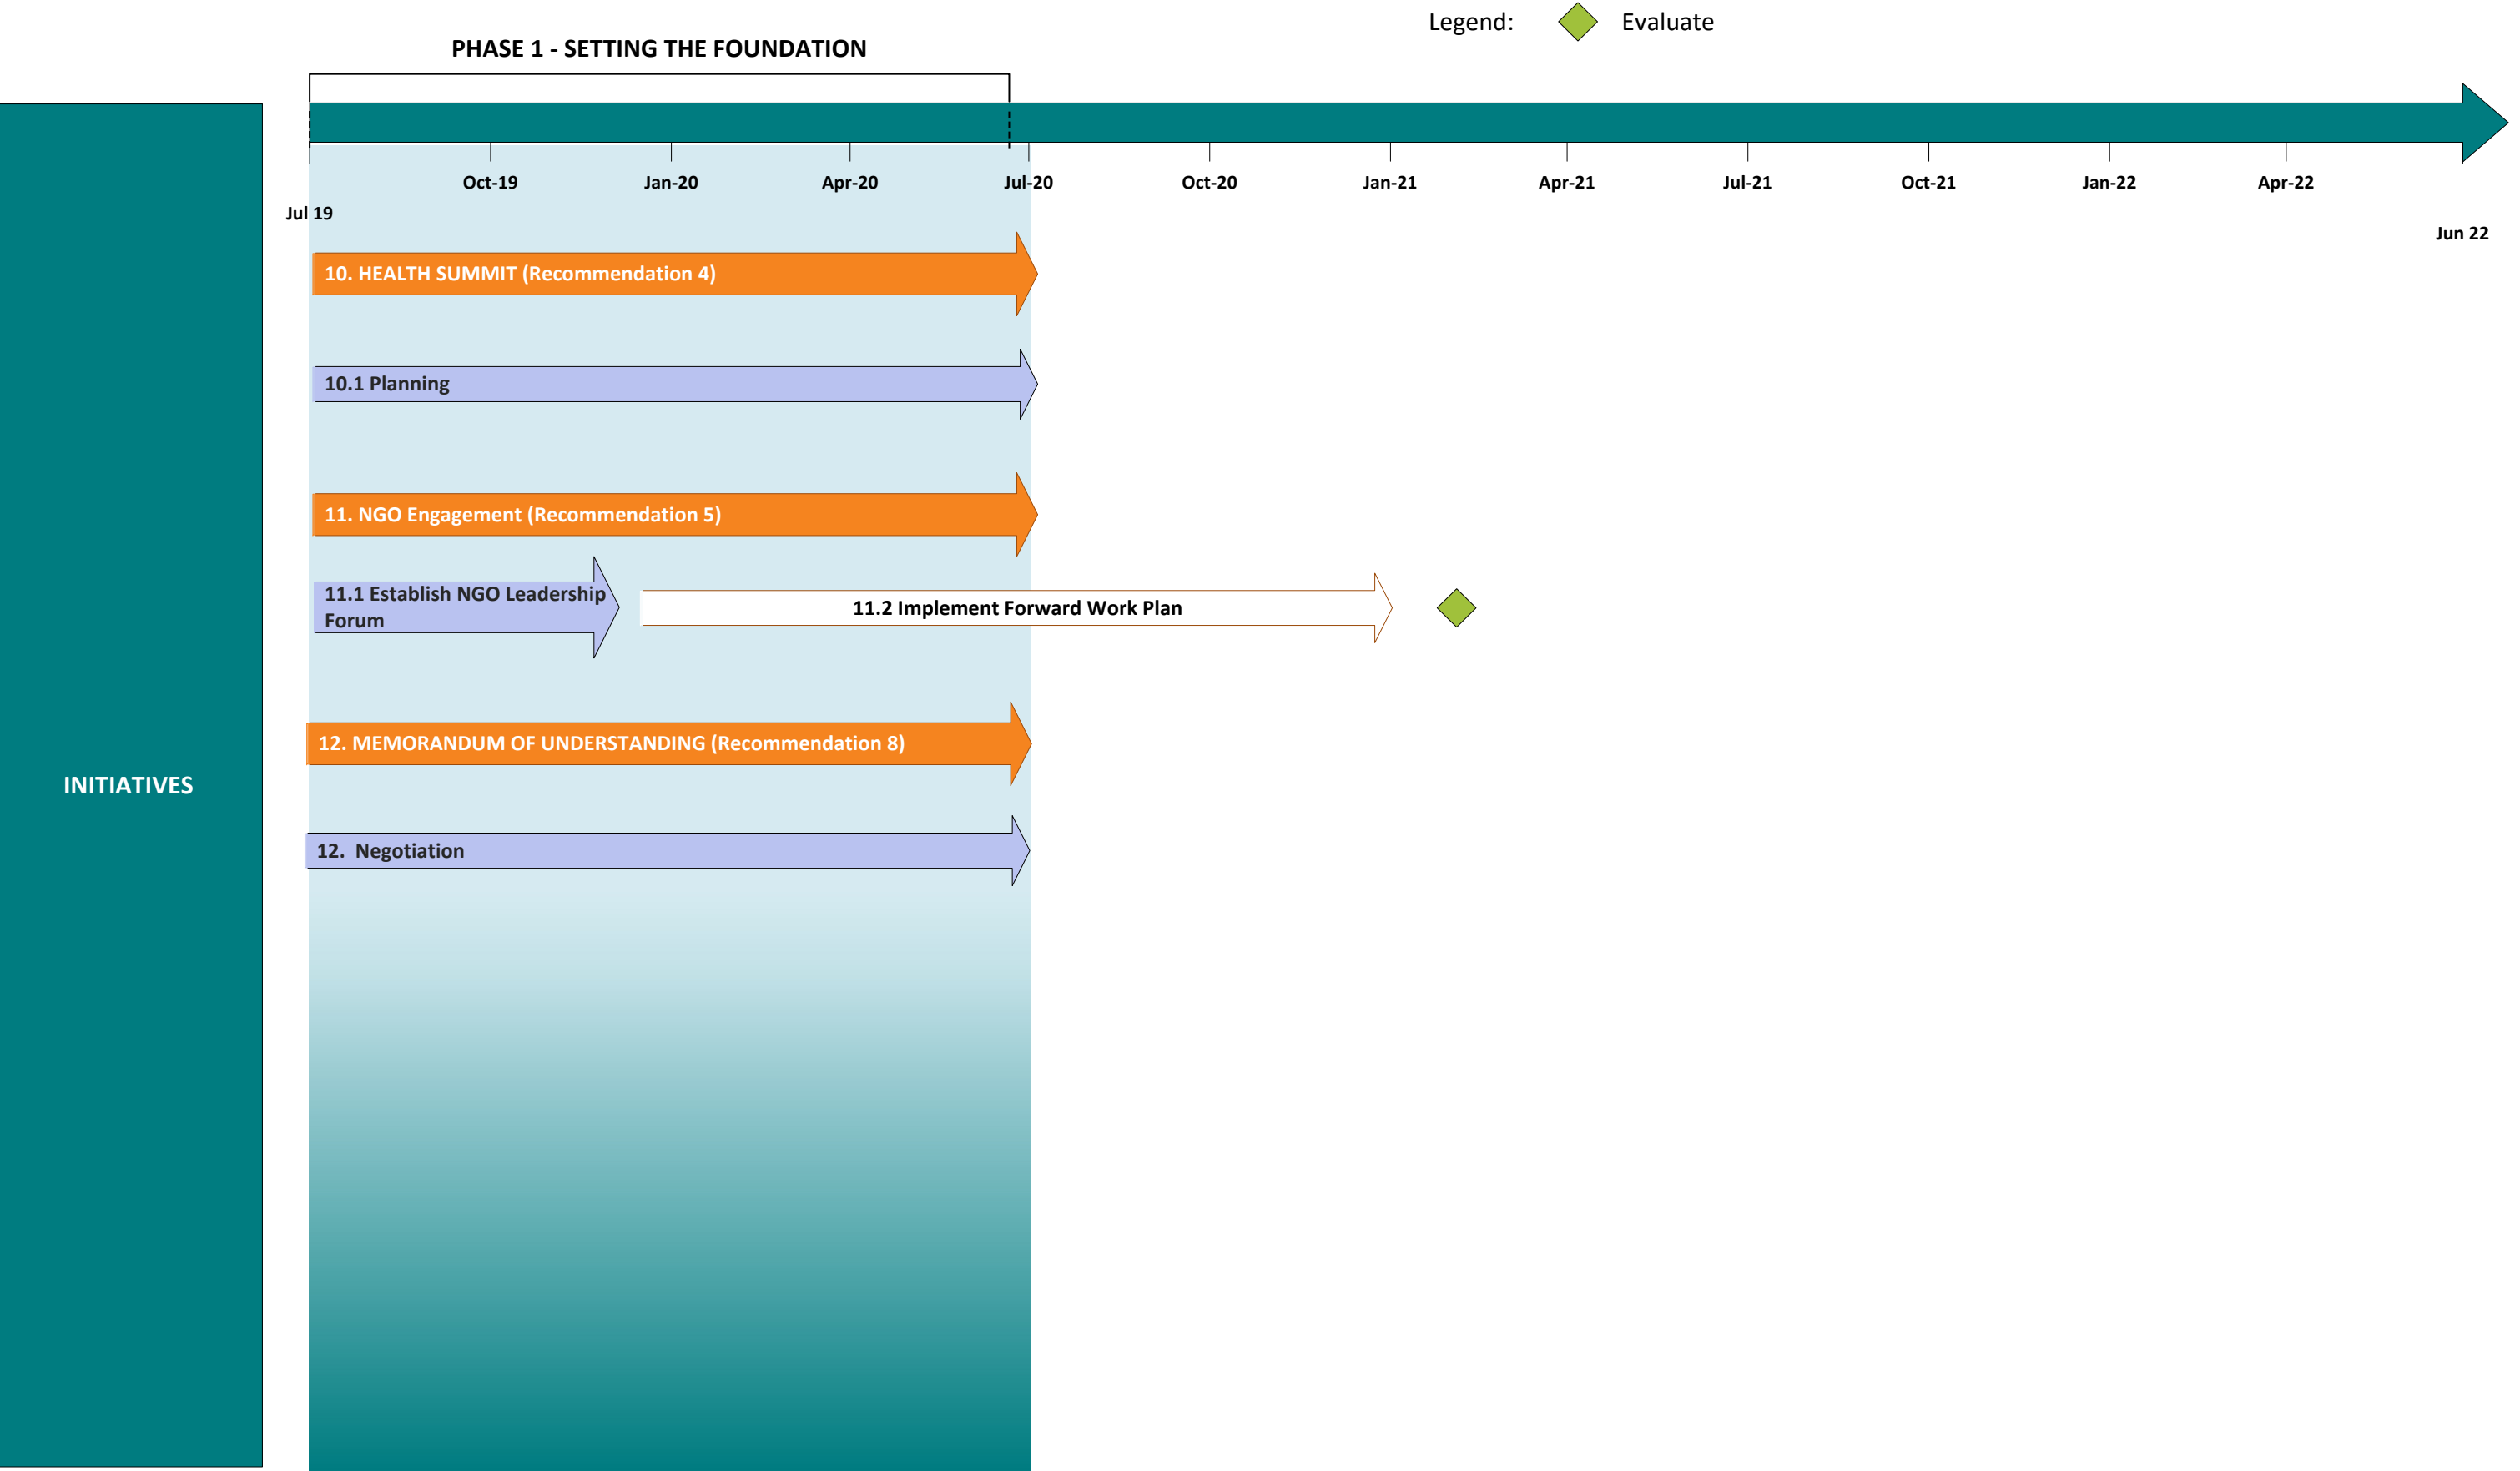 Legend: Evaluate
PHASE 1 - SETTING THE FOUNDATION
Oct-19 Jan-20 Apr-20 Jul-20 Oct-20 Jan-21 Apr-21 Jul-21 Oct-21 Jan-22 Apr-22
Jul 19
Jun 22
10. HEALTH SUMMIT (Recommendation 4)
10.1 Planning
11. NGO Engagement (Recommendation 5)
11.1 Establish NGO Leadership
Forum
11.2 Implement Forward Work Plan
12. MEMORANDUM OF UNDERSTANDING (Recommendation 8)
INITIATIVES
12.  Negotiation